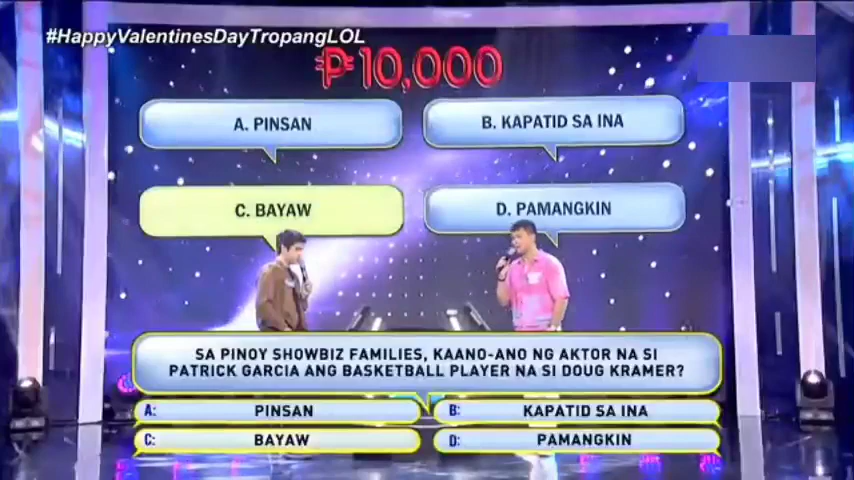 #HappyValentinesDayTropangLOL
₱10,000
A. PINSAN
B. KAPATID SA INA
C. BAYAW
D. PAMANGKIN
SA PINOY SHOWBIZ FAMILIES, KAANO-ANO NG AKTOR NA SI
PATRICK GARCIA ANG BASKETBALL PLAYER NA SI DOUG KRAMER?
A: PINSAN
B: KAPATID SA INA
C: BAYAW
D: PAMANGKIN